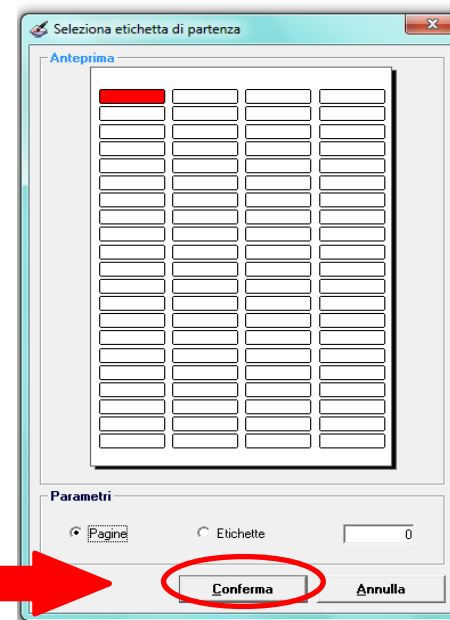 Seleziona etichetta di partenza
Anteprima
Parametri
Pagine Etichette 0
Conferma Annulla